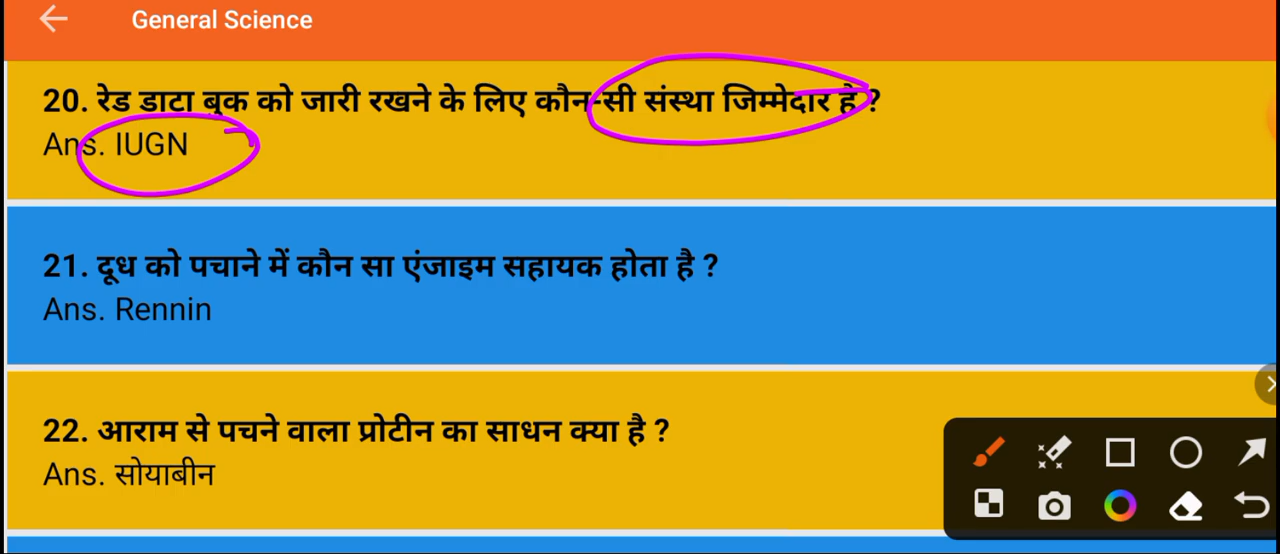 General Science
20. रेड डाटा बुक को जारी रखने के लिए कौन-सी संस्था जिम्मेदार है ?
Ans. IUGN
21. दूध को पचाने में कौन सा एंजाइम सहायक होता है ?
Ans. Rennin
22. आराम से पचने वाला प्रोटीन का साधन क्या है ?
Ans. सोयाबीन